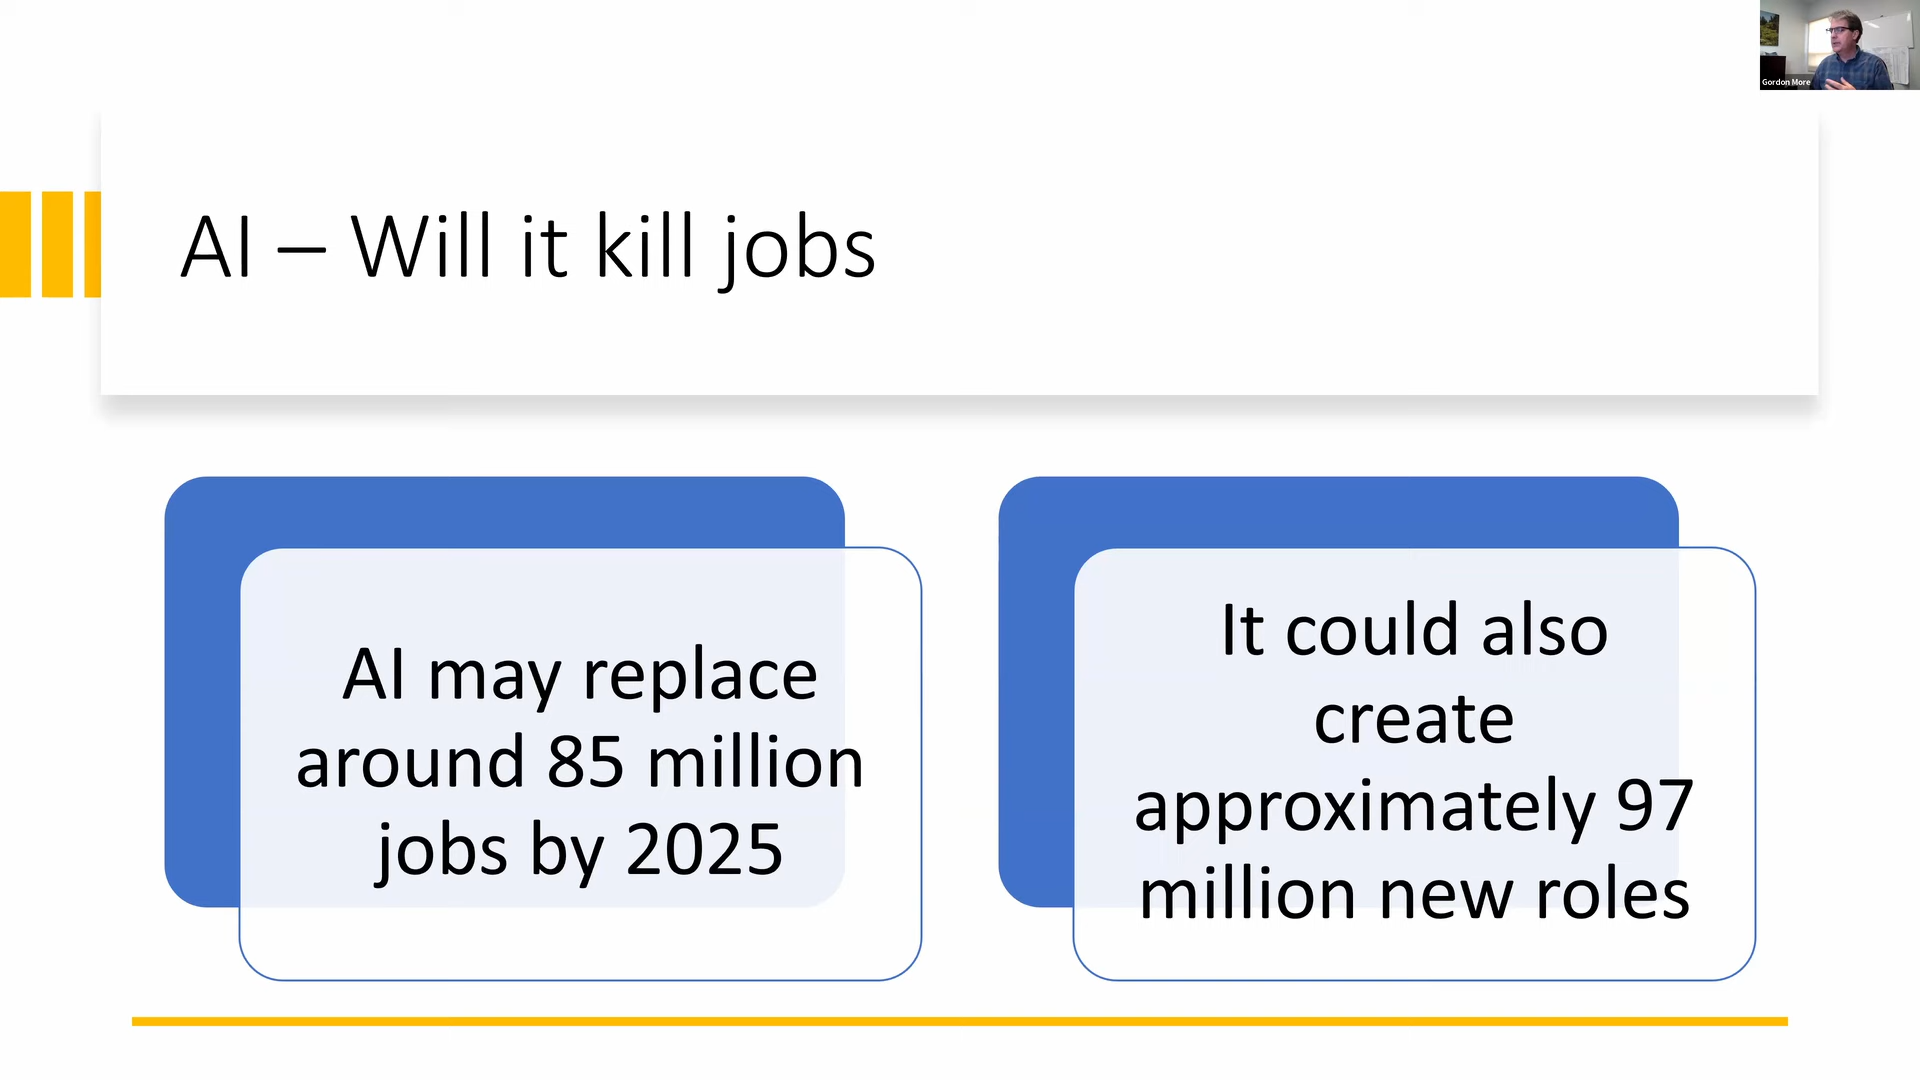 Gordon More
AI – Will it kill jobs
AI may replace
around 85 million
jobs by 2025
It could also
create
approximately 97
million new roles